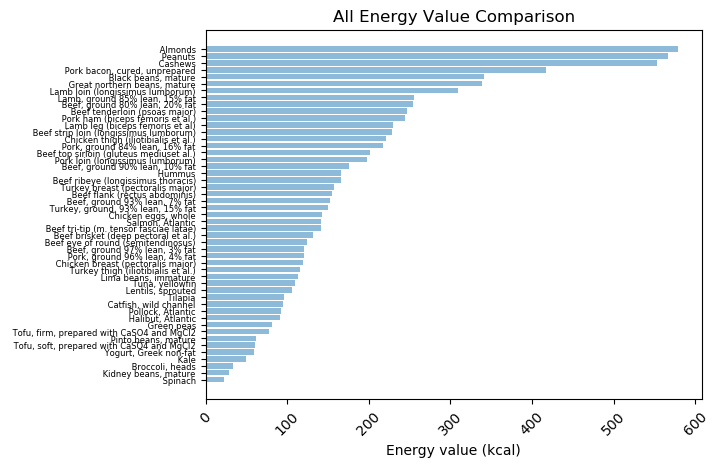 All Energy Value Comparison
Almonds
Peanuts
Cashews
Pork bacon, cured, unprepared
Black beans, mature
Great northern beans, mature
Lamb loin (longissimus lumborum)
Lamb, ground 85% lean, 15% fat
Beef, ground 80% lean, 20% fat
Beef tenderloin (psoas major)
Pork ham (biceps femoris et al.)
Lamb leg (biceps femoris et al)
Beef strip loin (longissimus lumborum)
Chicken thigh (iliotibialis et al.)
Pork, ground 84% lean, 16% fat
Beef top sirloin (gluteus mediuset al.)
Pork loin (longissimus lumborum)
Beef, ground 90% lean, 10% fat
Hummus
Beef ribeye (longissimus thoracis)
Turkey breast (pectoralis major)
Beef flank (rectus abdominis)
Beef, ground 93% lean, 7% fat
Turkey, ground, 93% lean, 15% fat
Chicken eggs, whole
Salmon, Atlantic
Beef tri-tip (m. tensor fasciae latae)
Beef brisket (deep pectoral et al.)
Beef eye of round (semitendinosus)
Beef, ground 97% lean, 3% fat
Pork, ground 96% lean, 4% fat
Chicken breast (pectoralis major)
Turkey thigh (iliotibialis et al.)
Lima beans, immature
Tuna, yellowfin
Lentils, sprouted
Tilapia
Catfish, wild channel
Pollock, Atlantic
Halibut, Atlantic
Green peas
Tofu, firm, prepared with CaSO4 and MgCl2
Pinto beans, mature
Tofu, soft, prepared with CaSO4 and MgCl2
Yogurt, Greek non-fat
Kale
Broccoli, heads
Kidney beans, mature
Spinach
0 100 200 300 400 500 600
Energy value (kcal)